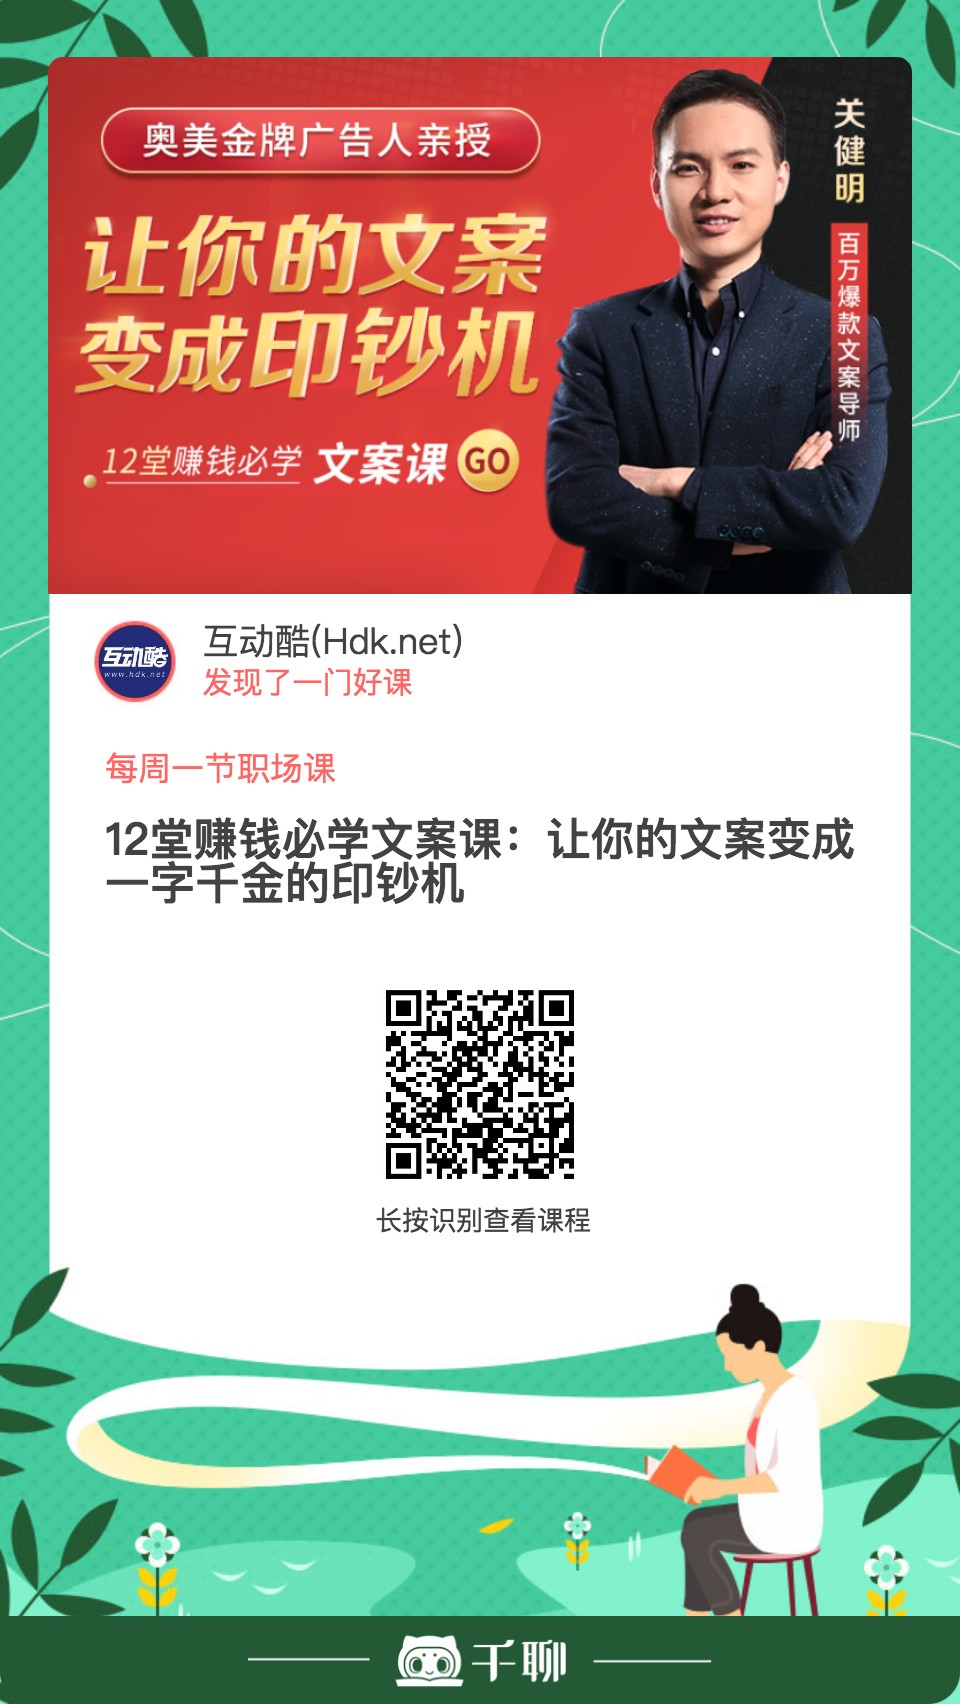 奥美金牌广告人亲授
让你的文案
变成印钞机
12堂赚钱必学 文案课 GO
关健明
百万爆款文案导师
互动酷
www.hdk.net
互动酷(Hdk.net)
发现了一门好课
每周一节职场课
12堂赚钱必学文案课：让你的文案变成
一字千金的印钞机
长按识别查看课程
千聊